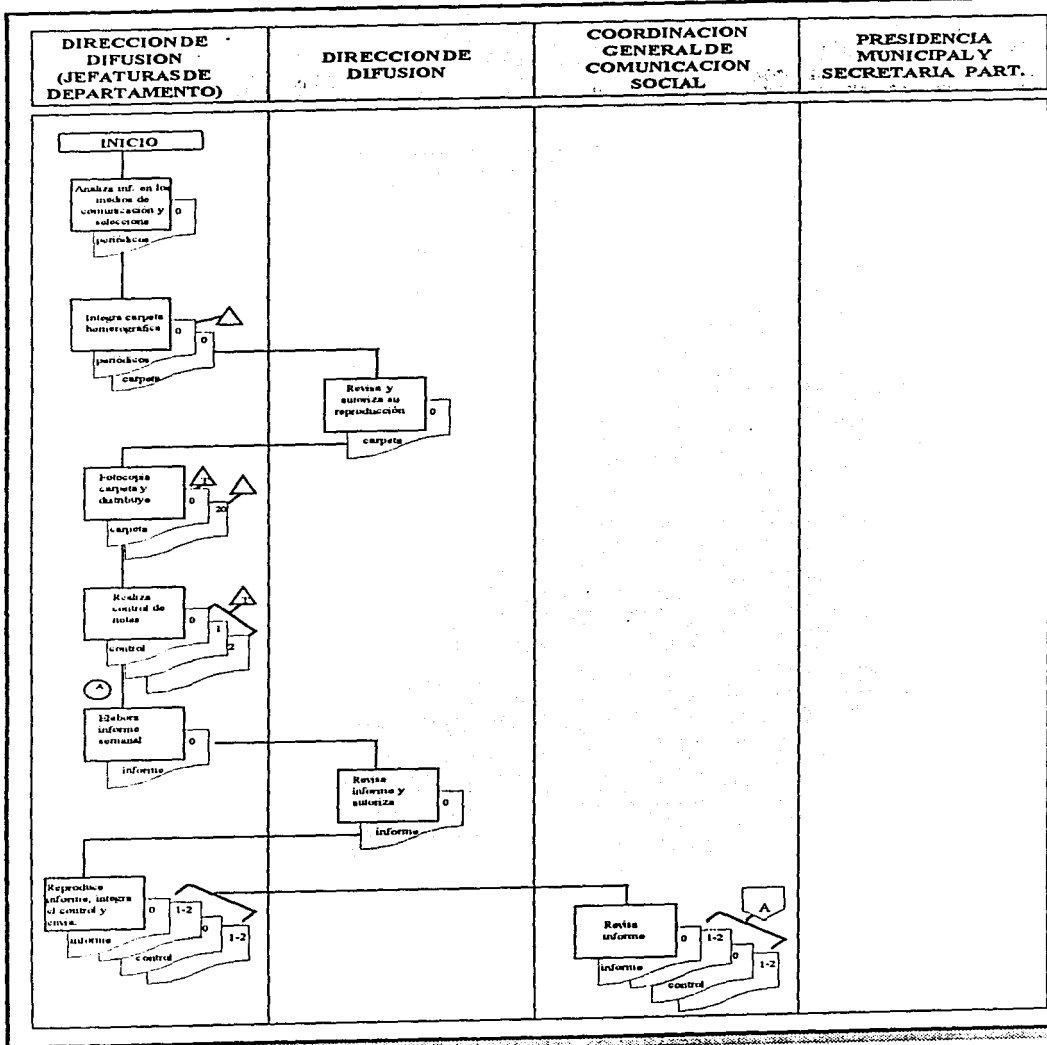 DIRECCION DE
DIFUSION
(JEFATURAS DE
DEPARTAMENTO)
DIRECCION DE
DIFUSION
COORDINACION
GENERAL DE
COMUNICACION
SOCIAL
PRESIDENCIA
MUNICIPAL Y
SECRETARIA PART.
INICIO
Analiza inf. en los
medios de
comunicación y
selecciona
0
periódicos
Integra carpeta
hemerografica
0
0
periódicos
carpeta
Revisa y
autoriza su
reproducción
0
carpeta
Fotocopia
carpeta y
distribuye
T
0
20
carpeta
Realiza
control de
notas
T
0
1
2
control
A
Elabora
informe
semanal
0
informe
Revisa
informe y
autoriza
0
informe
Reproduce
informe, integra
el control y
envia.
0
1-2
0
1-2
informe
control
A
Revisa
informe
0
1-2
0
1-2
informe
control